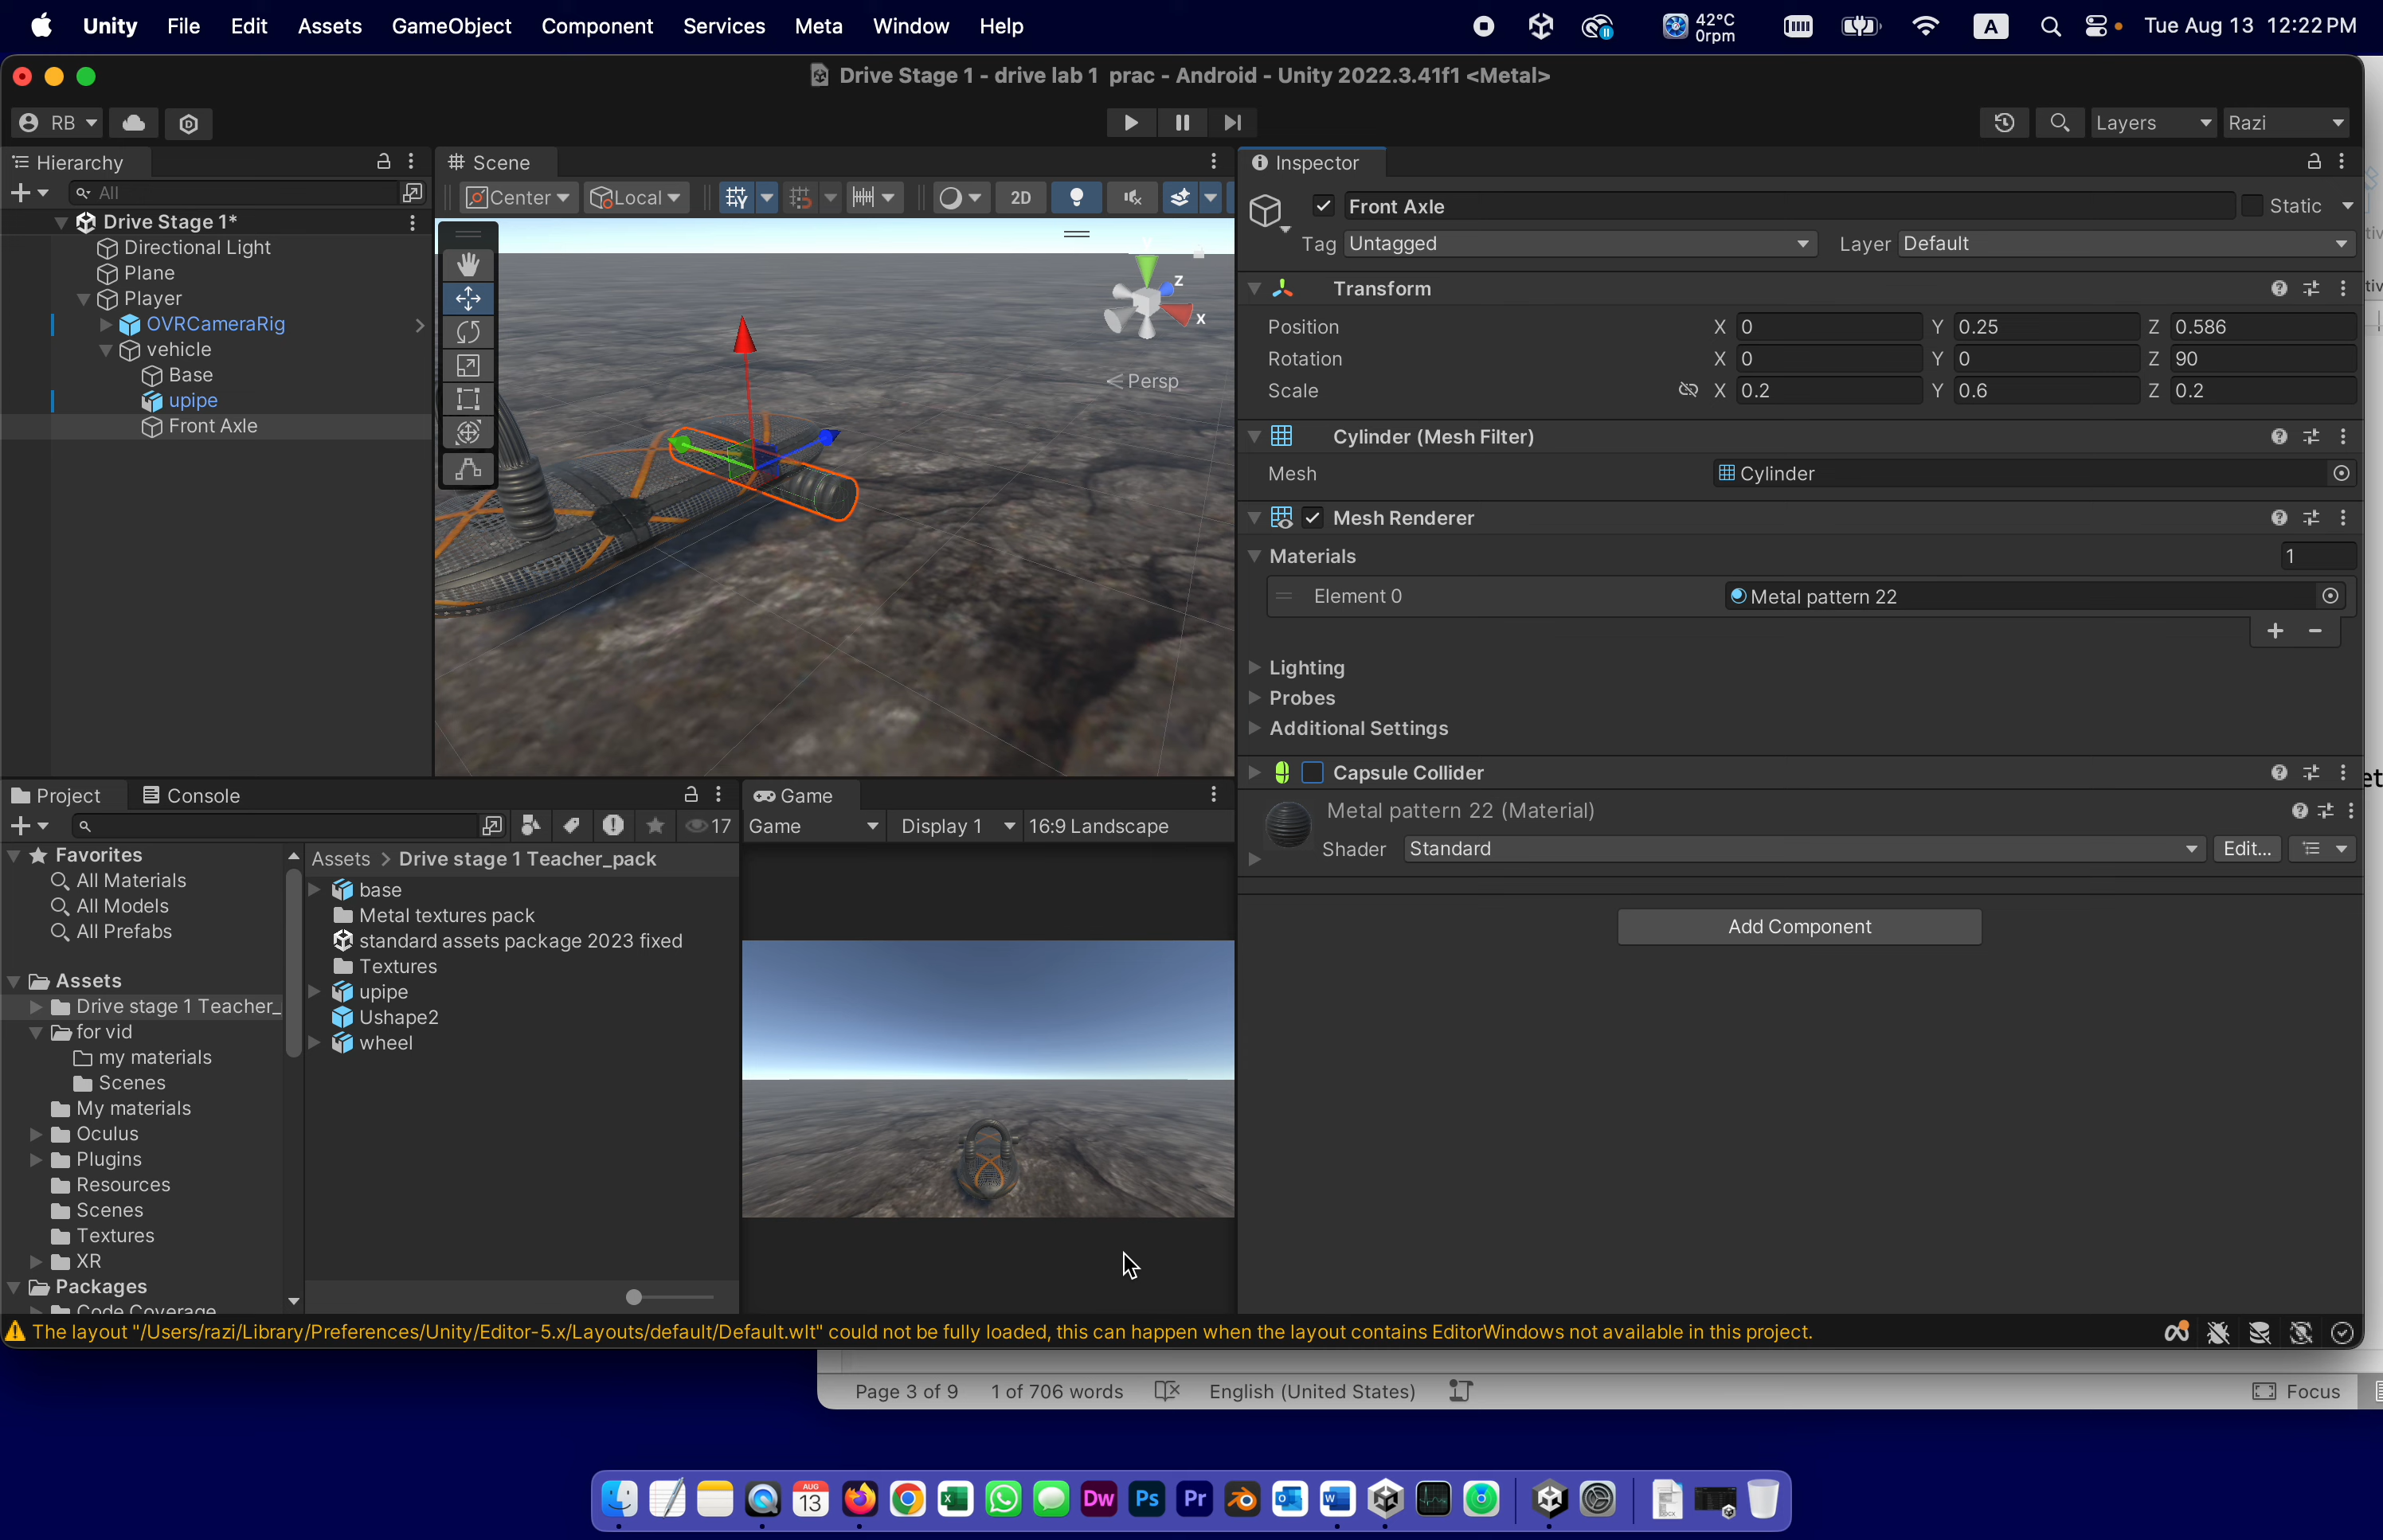 Unity File Edit Assets GameObject Component Services Meta Window Help 42°C 0rpm A Tue Aug 13 12:22 PM
Drive Stage 1 - drive lab 1 prac - Android - Unity 2022.3.41f1 <Metal>
RB Layers Razi
Hierarchy
All
Drive Stage 1*
Directional Light
Plane
Player
OVRCameraRig
vehicle
Base
upipe
Front Axle
Scene
Center Local 2D
z
x
Persp
Inspector
Front Axle Static
Tag Untagged Layer Default
Transform
Position X 0 Y 0.25 Z 0.586
Rotation X 0 Y 0 Z 90
Scale X 0.2 Y 0.6 Z 0.2
Cylinder (Mesh Filter)
Mesh Cylinder
Mesh Renderer
Materials 1
Element 0 Metal pattern 22
Lighting
Probes
Additional Settings
Capsule Collider
Metal pattern 22 (Material)
Shader Standard Edit...
Add Component
Project Console
17
Favorites
All Materials
All Models
All Prefabs
Assets
Drive stage 1 Teacher_
for vid
my materials
Scenes
My materials
Oculus
Plugins
Resources
Scenes
Textures
XR
Packages
Code Coverage
Assets > Drive stage 1 Teacher_pack
base
Metal textures pack
standard assets package 2023 fixed
Textures
upipe
Ushape2
wheel
Game
Game Display 1 16:9 Landscape
The layout "/Users/razi/Library/Preferences/Unity/Editor-5.x/Layouts/default/Default.wlt" could not be fully loaded, this can happen when the layout contains EditorWindows not available in this project.
Page 3 of 9 1 of 706 words English (United States) Focus
AUG
13
Dw Ps Pr
DOCX